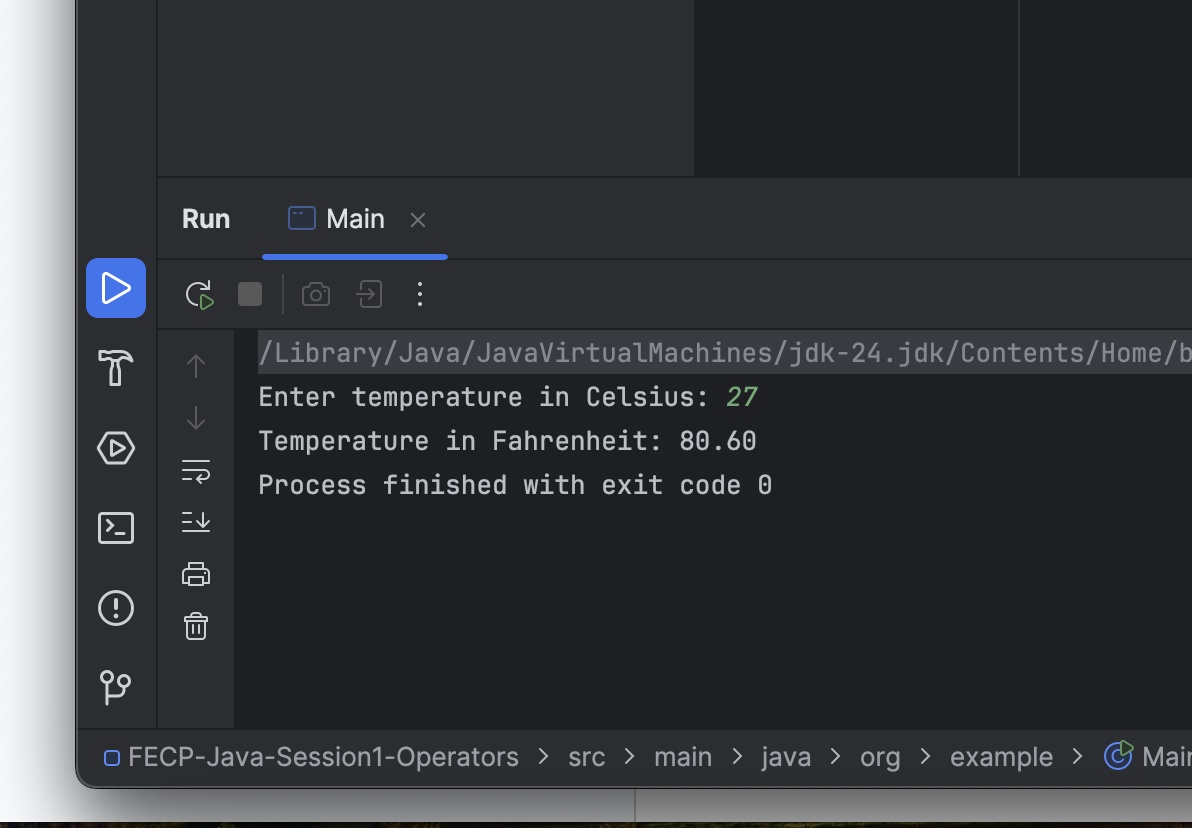 Run Main
/Library/Java/JavaVirtualMachines/jdk-24.jdk/Contents/Home/b
Enter temperature in Celsius: 27
Temperature in Fahrenheit: 80.60
Process finished with exit code 0
FECP-Java-Session1-Operators > src > main > java > org > example > Main